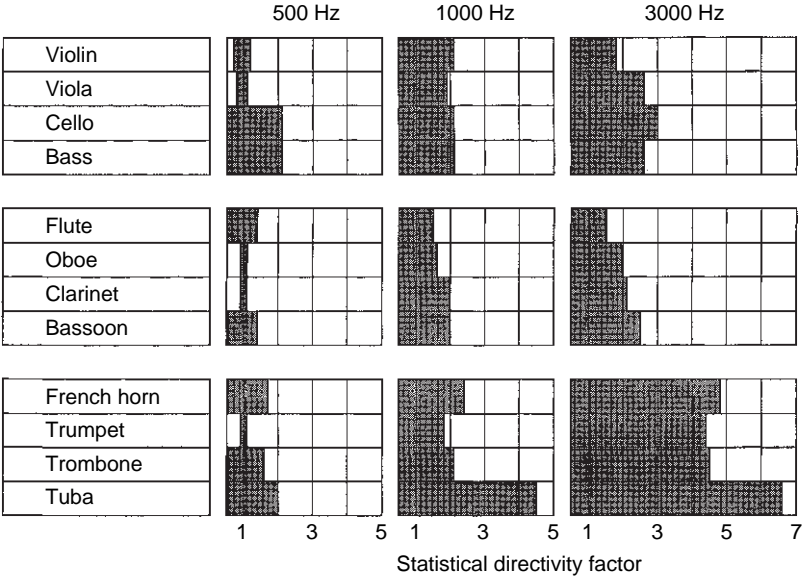 500 Hz 1000 Hz 3000 Hz
Violin
Viola
Cello
Bass
Flute
Oboe
Clarinet
Bassoon
French horn
Trumpet
Trombone
Tuba
1 3 5 1 3 5 1 3 5 7
Statistical directivity factor